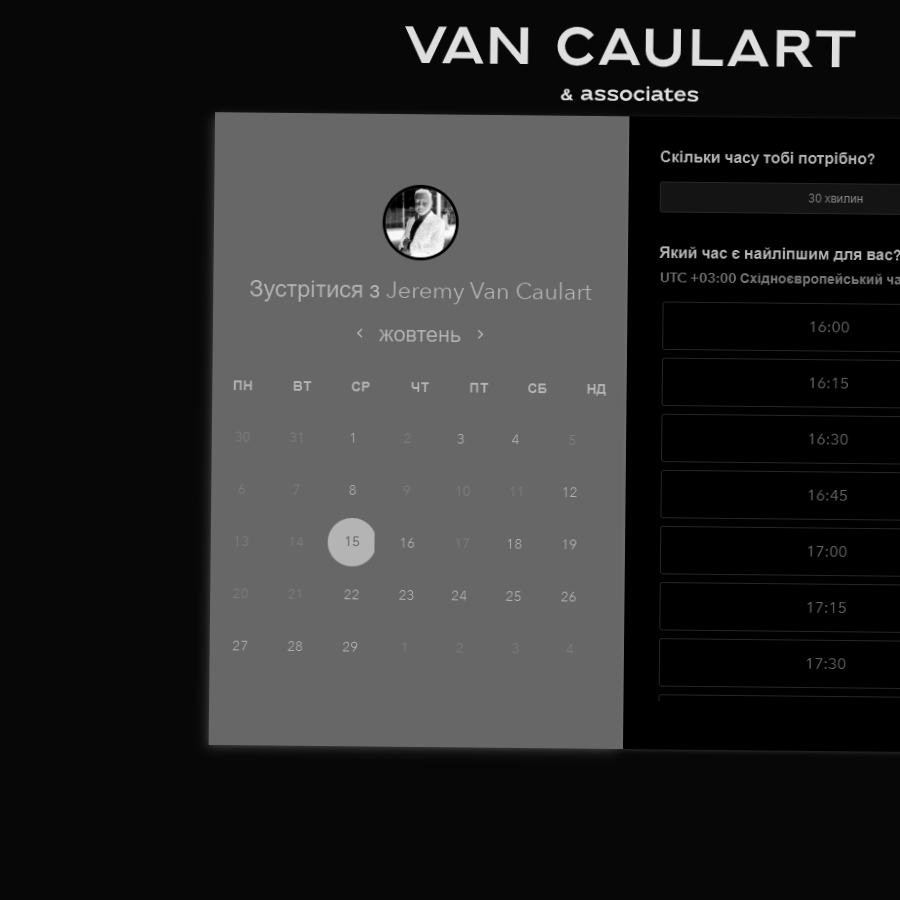 VAN CAULART
& associates
Зустрітися з Jeremy Van Caulart
‹ жовтень ›
ПН ВТ СР ЧТ ПТ СБ НД
30 31 1 2 3 4 5
6 7 8 9 10 11 12
13 14 15 16 17 18 19
20 21 22 23 24 25 26
27 28 29 1 2 3 4
Скільки часу тобі потрібно?
30 хвилин
Який час є найліпшим для вас?
UTC +03:00 Східноєвропейський ча
16:00
16:15
16:30
16:45
17:00
17:15
17:30